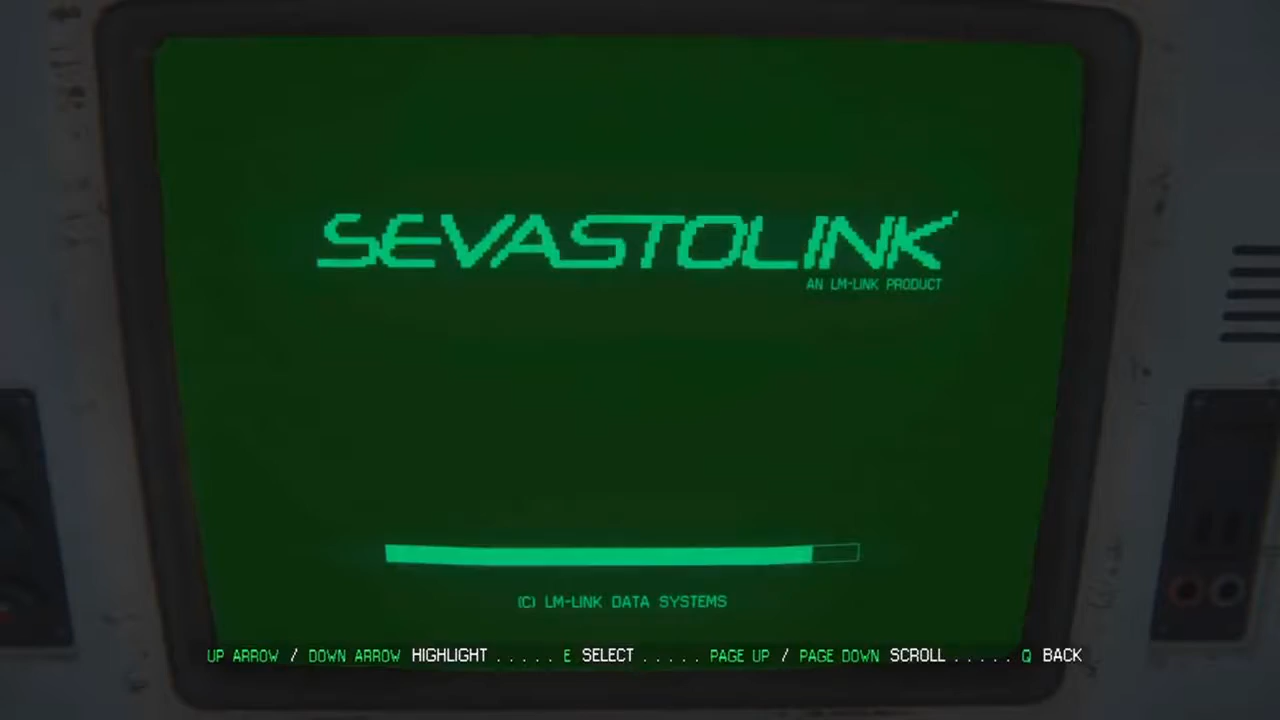 SEVASTOLINK
AN LM-LINK PRODUCT
(C) LM-LINK DATA SYSTEMS
UP ARROW / DOWN ARROW HIGHLIGHT . . . . . E SELECT . . . . . PAGE UP / PAGE DOWN SCROLL . . . . . Q BACK